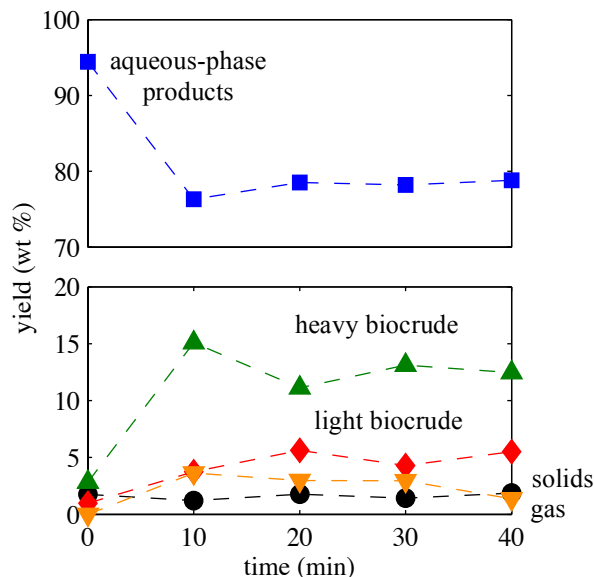 100
90
80
70
aqueous-phase
products
yield (wt %)
20
15
10
5
0
heavy biocrude
light biocrude
solids
gas
0 10 20 30 40
time (min)